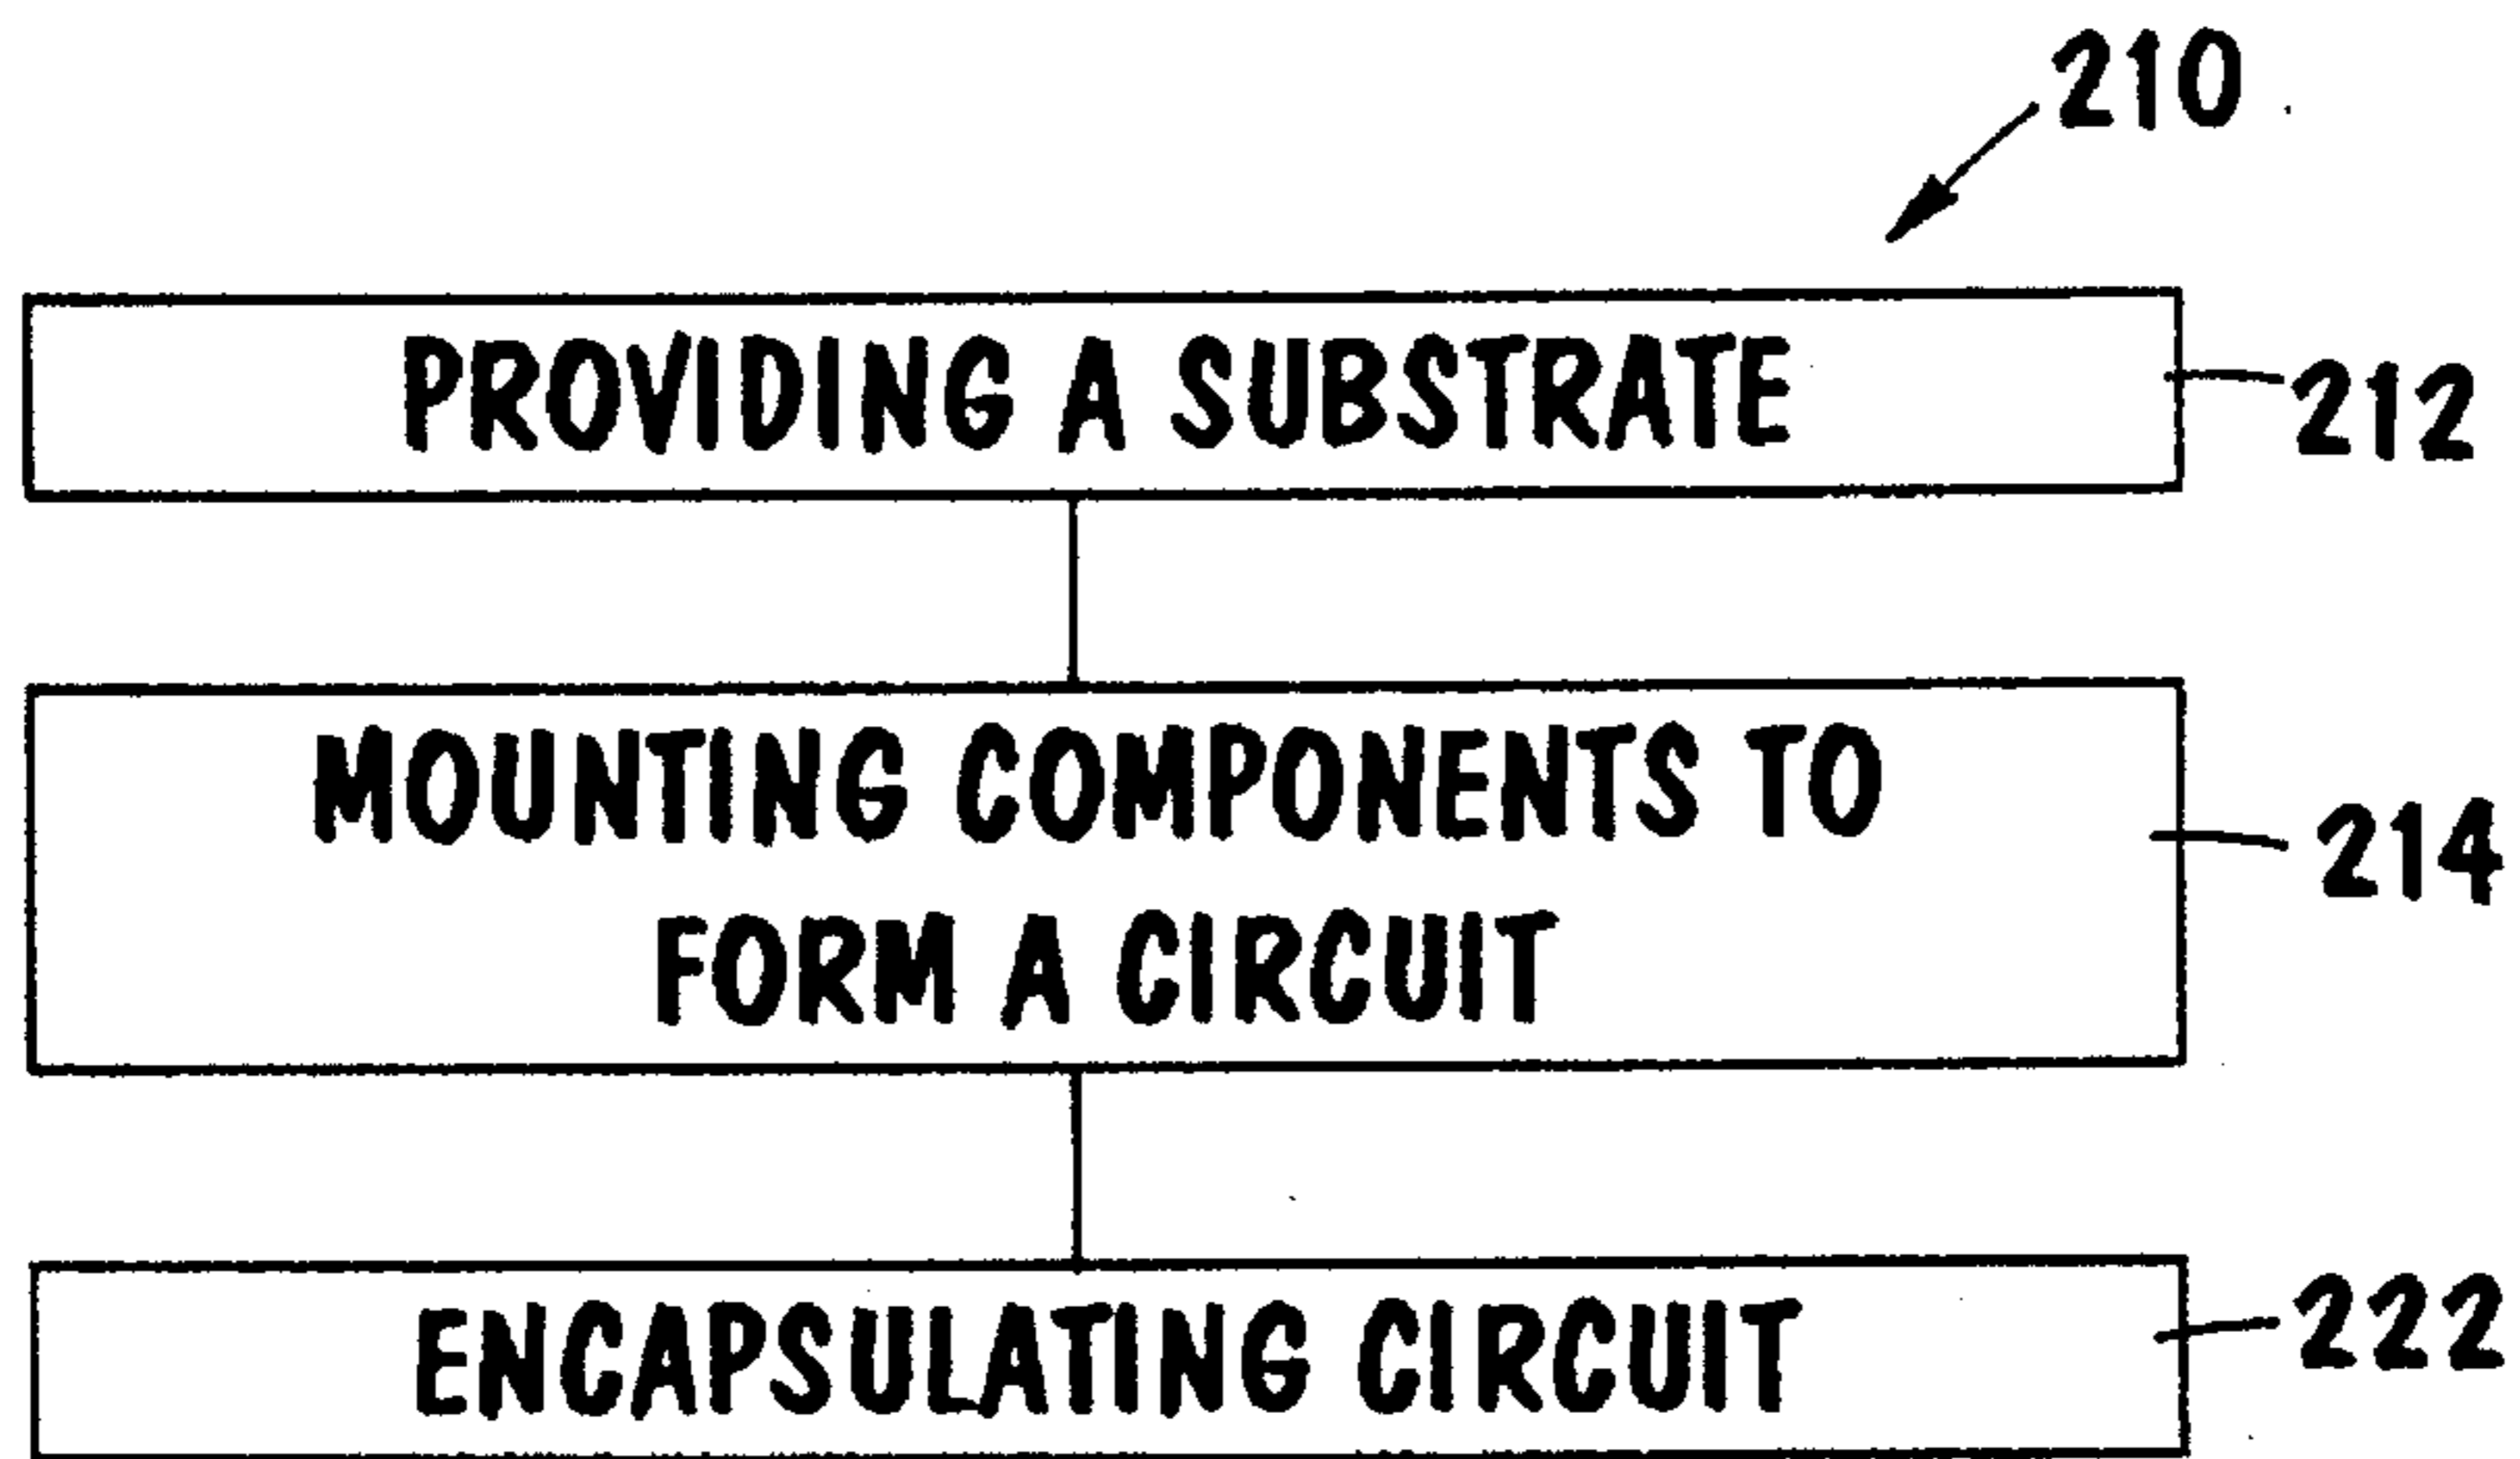 210
PROVIDING A SUBSTRATE
212
MOUNTING COMPONENTS TO
FORM A CIRCUIT
214
ENCAPSULATING CIRCUIT
222